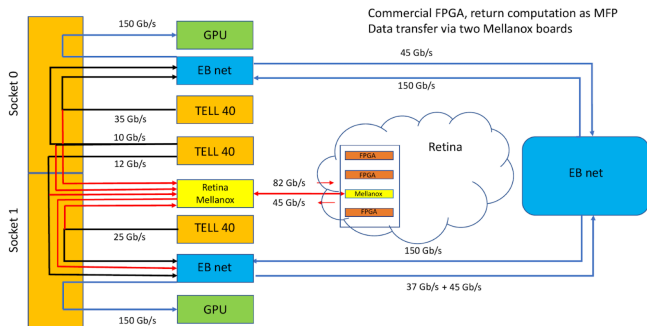 Commercial FPGA, return computation as MFP
Data transfer via two Mellanox boards
150 Gb/s
GPU
45 Gb/s
EB net
150 Gb/s
Socket 0
TELL 40
35 Gb/s
10 Gb/s
TELL 40
12 Gb/s
Retina
FPGA
FPGA
Mellanox
FPGA
82 Gb/s
45 Gb/s
EB net
Retina
Mellanox
Socket 1
TELL 40
25 Gb/s
150 Gb/s
EB net
37 Gb/s + 45 Gb/s
GPU
150 Gb/s